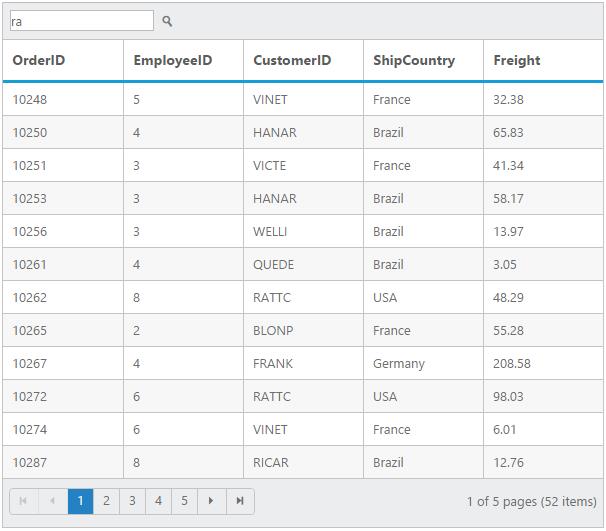 ra
OrderID EmployeeID CustomerID ShipCountry Freight
10248 5 VINET France 32.38
10250 4 HANAR Brazil 65.83
10251 3 VICTE France 41.34
10253 3 HANAR Brazil 58.17
10256 3 WELLI Brazil 13.97
10261 4 QUEDE Brazil 3.05
10262 8 RATTC USA 48.29
10265 2 BLONP France 55.28
10267 4 FRANK Germany 208.58
10272 6 RATTC USA 98.03
10274 6 VINET France 6.01
10287 8 RICAR Brazil 12.76
1 2 3 4 5 1 of 5 pages (52 items)